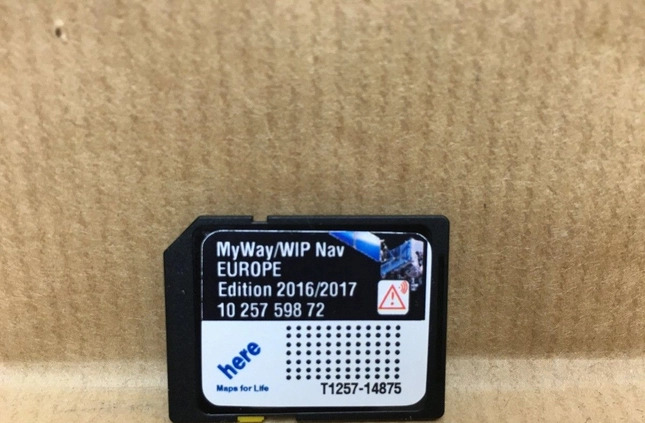 MyWay/WIP Nav
EUROPE
Edition 2016/2017
10 257 598 72
here
Maps for Life
T1257-14875